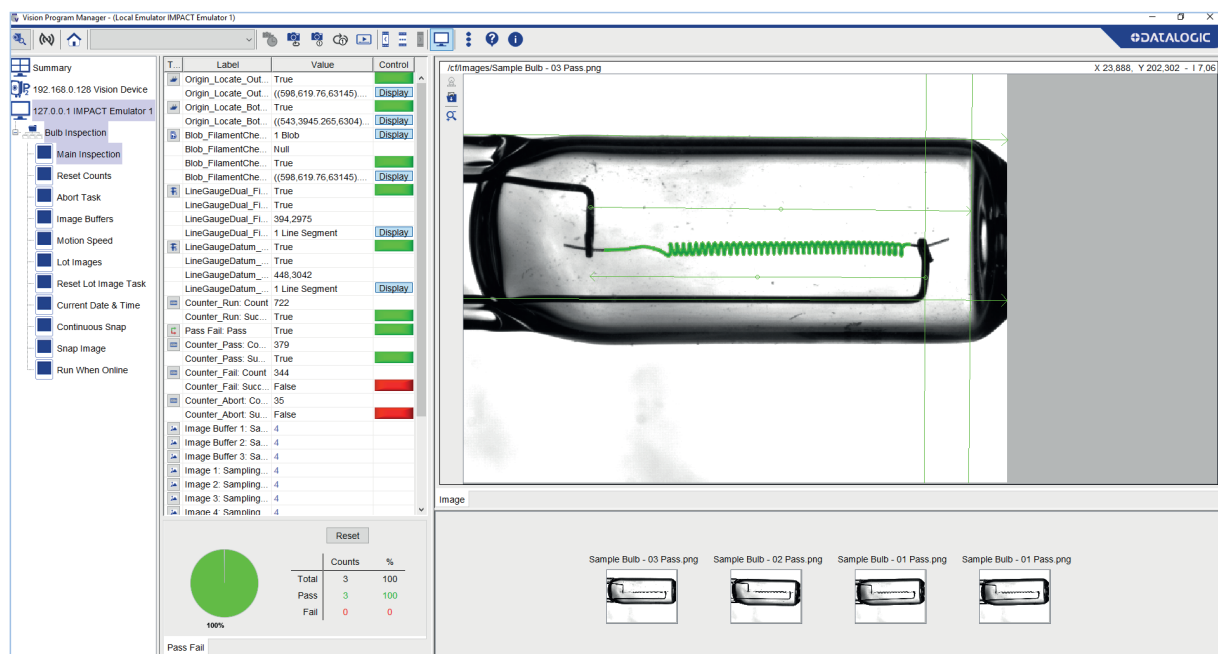 Vision Program Manager - (Local Emulator IMPACT Emulator 1)
DATALOGIC
Summary
192.168.0.128 Vision Device
127.0.0.1 IMPACT Emulator 1
Bulb Inspection
Main Inspection
Reset Counts
Abort Task
Image Buffers
Motion Speed
Lot Images
Reset Lot Image Task
Current Date & Time
Continuous Snap
Snap Image
Run When Online
T... Label Value Control
Origin_Locate_Out... True
Origin_Locate_Out... ((598,619.76,63145).... Display
Origin_Locate_Bot... True
Origin_Locate_Bot... ((543,3945.265,6304)... Display
Blob_FilamentChe... 1 Blob Display
Blob_FilamentChe... Null
Blob_FilamentChe... True
Blob_FilamentChe... ((598,619.76,63145).... Display
LineGaugeDual_Fi... True
LineGaugeDual_Fi... True
LineGaugeDual_Fi... 394,2975
LineGaugeDual_Fi... 1 Line Segment Display
LineGaugeDatum_... True
LineGaugeDatum_... True
LineGaugeDatum_... 448,3042
LineGaugeDatum_... 1 Line Segment Display
Counter_Run: Count 722
Counter_Run: Suc... True
Pass Fail: Pass True
Counter_Pass: Co... 379
Counter_Pass: Su... True
Counter_Fail: Count 344
Counter_Fail: Succ... False
Counter_Abort: Co... 35
Counter_Abort: Su... False
Image Buffer 1: Sa... 4
Image Buffer 2: Sa... 4
Image Buffer 3: Sa... 4
Image 1: Sampling... 4
Image 2: Sampling... 4
Image 3: Sampling... 4
Image 4: Sampling 4
Reset
Counts %
Total 3 100
Pass 3 100
Fail 0 0
100%
Pass Fail
/cf/Images/Sample Bulb - 03 Pass.png
X 23,888, Y 202,302 - I 7,06
Image
Sample Bulb - 03 Pass.png
Sample Bulb - 02 Pass.png
Sample Bulb - 01 Pass.png
Sample Bulb - 01 Pass.png